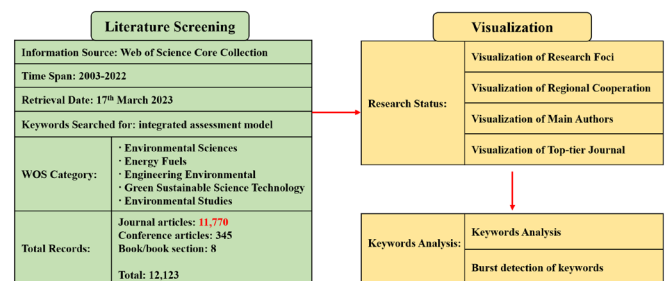 Literature Screening
Information Source: Web of Science Core Collection
Time Span: 2003-2022
Retrieval Date: 17th March 2023
Keywords Searched for: integrated assessment model
WOS Category:
· Environmental Sciences
· Energy Fuels
· Engineering Environmental
· Green Sustainable Science Technology
· Environmental Studies
Total Records:
Journal articles: 11,770
Conference articles: 345
Book/book section: 8
Total: 12,123
Visualization
Research Status:
Visualization of Research Foci
Visualization of Regional Cooperation
Visualization of Main Authors
Visualization of Top-tier Journal
Keywords Analysis:
Keywords Analysis
Burst detection of keywords